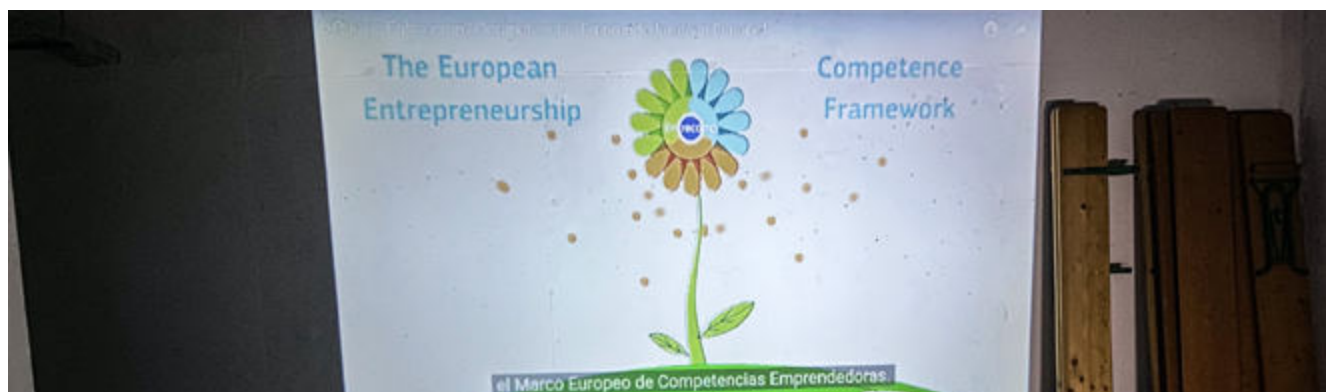 The European
Entrepreneurship
Competence
Framework
el Marco Europeo de Competencias Emprendedoras.